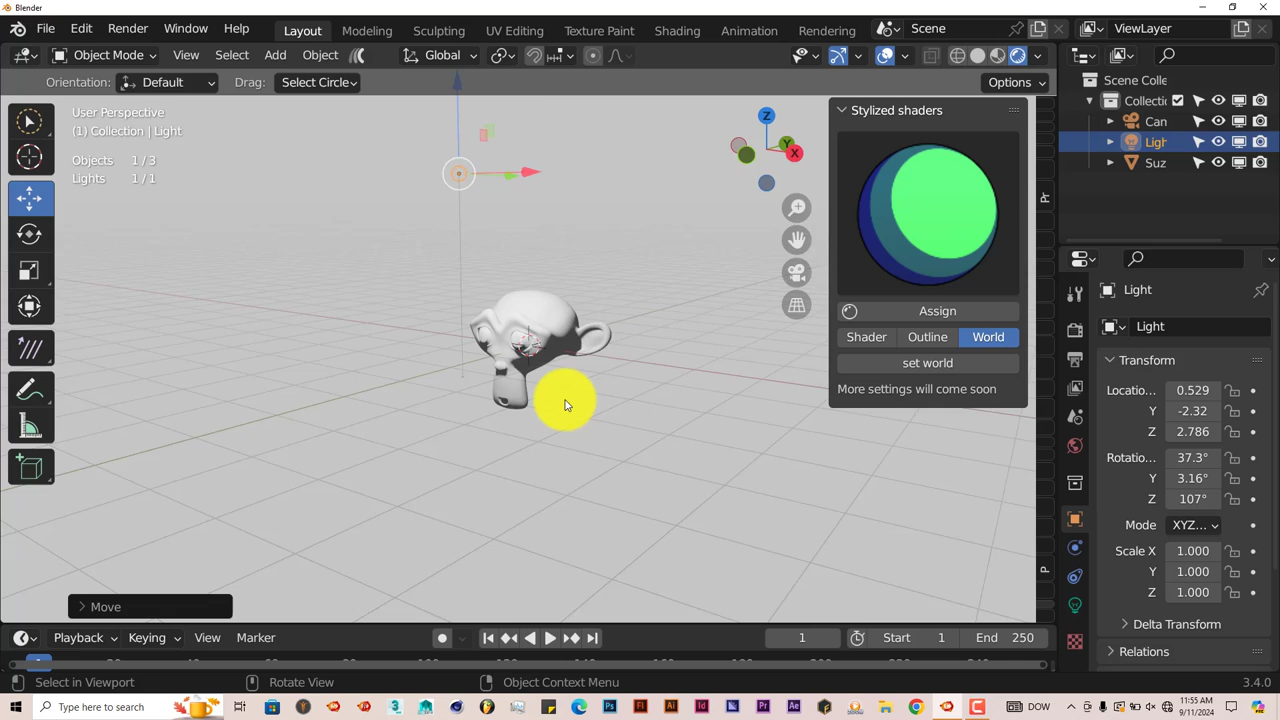 Blender
File Edit Render Window Help Layout Modeling Sculpting UV Editing Texture Paint Shading Animation Rendering Scene ViewLayer
Object Mode View Select Add Object Global
Orientation: Default Drag: Select Circle Options
User Perspective
(1) Collection | Light
Objects 1 / 3
Lights 1 / 1
Z
Y
X
Stylized shaders
Assign
Shader Outline World
set world
More settings will come soon
Move
Scene Colle
Collecti
Can
Ligh
Suz
Light
Light
Transform
Locatio... 0.529
Y -2.32
Z 2.786
Rotatio... 37.3°
Y 3.16°
Z 107°
Mode XYZ...
Scale X 1.000
Y 1.000
Z 1.000
Delta Transform
Relations
Playback Keying View Marker 1 Start 1 End 250
Select in Viewport Rotate View Object Context Menu 3.4.0
Type here to search DOW 11:55 AM
9/11/2024